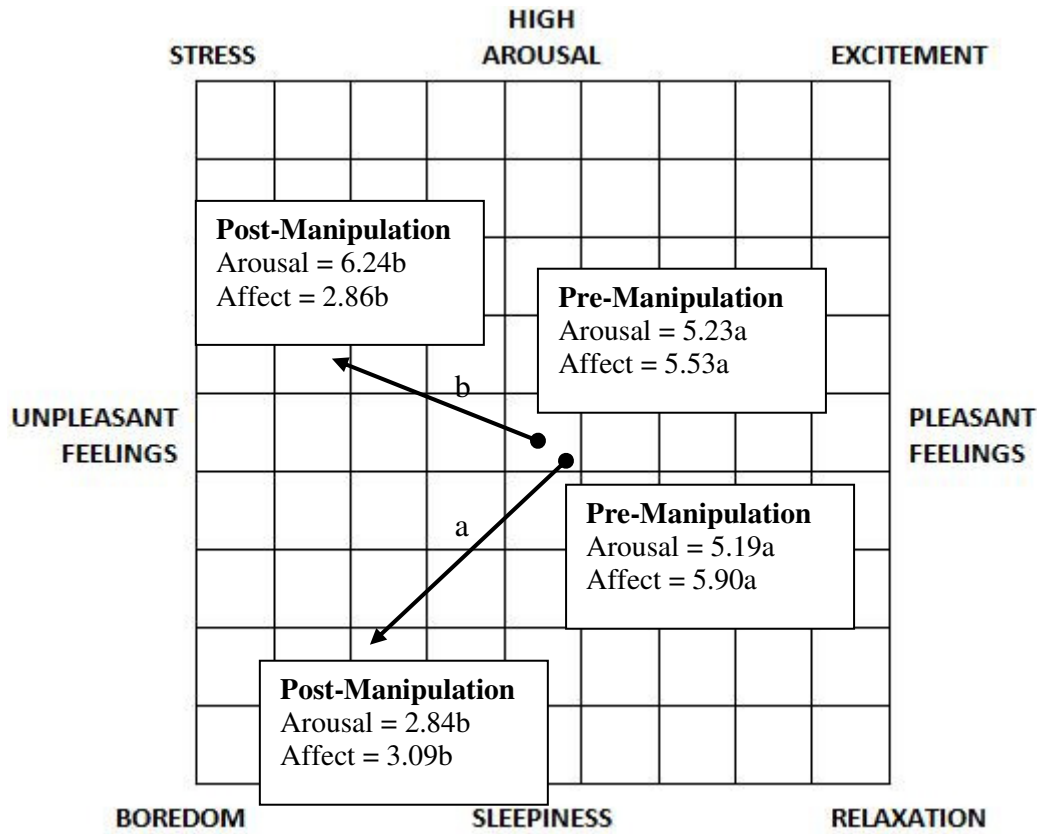 HIGH
STRESS AROUSAL EXCITEMENT
Post-Manipulation
Arousal = 6.24b
Affect = 2.86b
Pre-Manipulation
Arousal = 5.23a
Affect = 5.53a
b
UNPLEASANT
FEELINGS
PLEASANT
FEELINGS
a
Pre-Manipulation
Arousal = 5.19a
Affect = 5.90a
Post-Manipulation
Arousal = 2.84b
Affect = 3.09b
BOREDOM SLEEPINESS RELAXATION